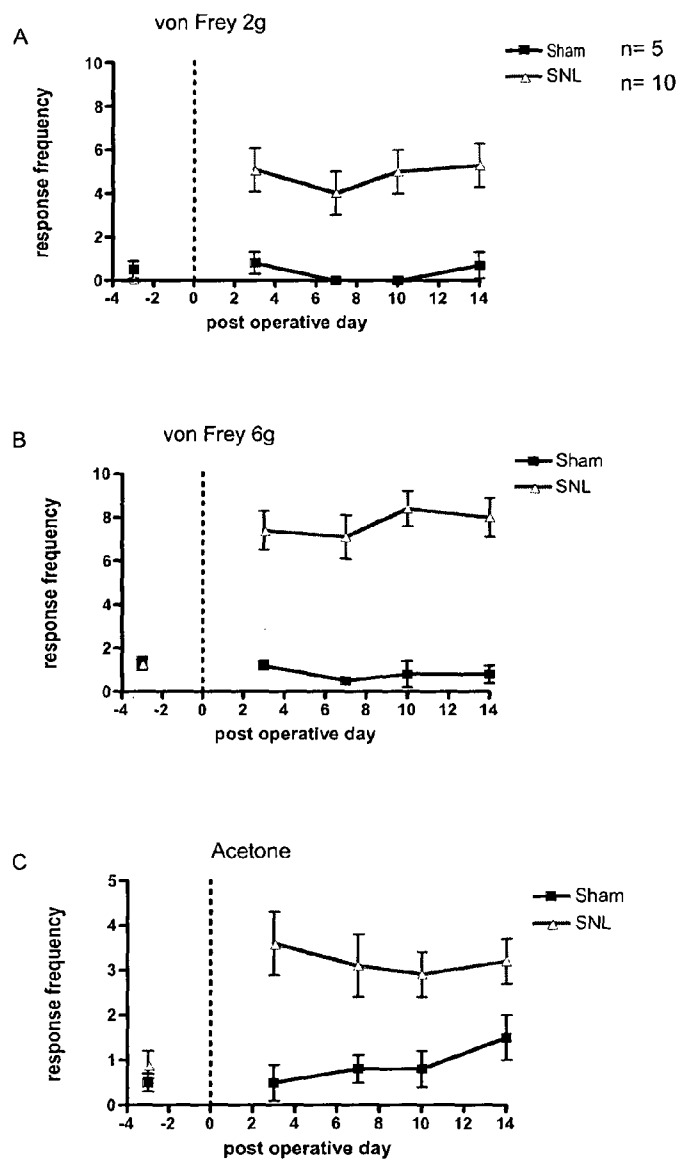 A
von Frey 2g
Sham n= 5
SNL n= 10
response frequency
10
8
6
4
2
0
-4 -2 0 2 4 6 8 10 12 14
post operative day
B
von Frey 6g
Sham
SNL
response frequency
10
8
6
4
2
0
-4 -2 0 2 4 6 8 10 12 14
post operative day
C
Acetone
Sham
SNL
response frequency
5
4
3
2
1
0
-4 -2 0 2 4 6 8 10 12 14
post operative day